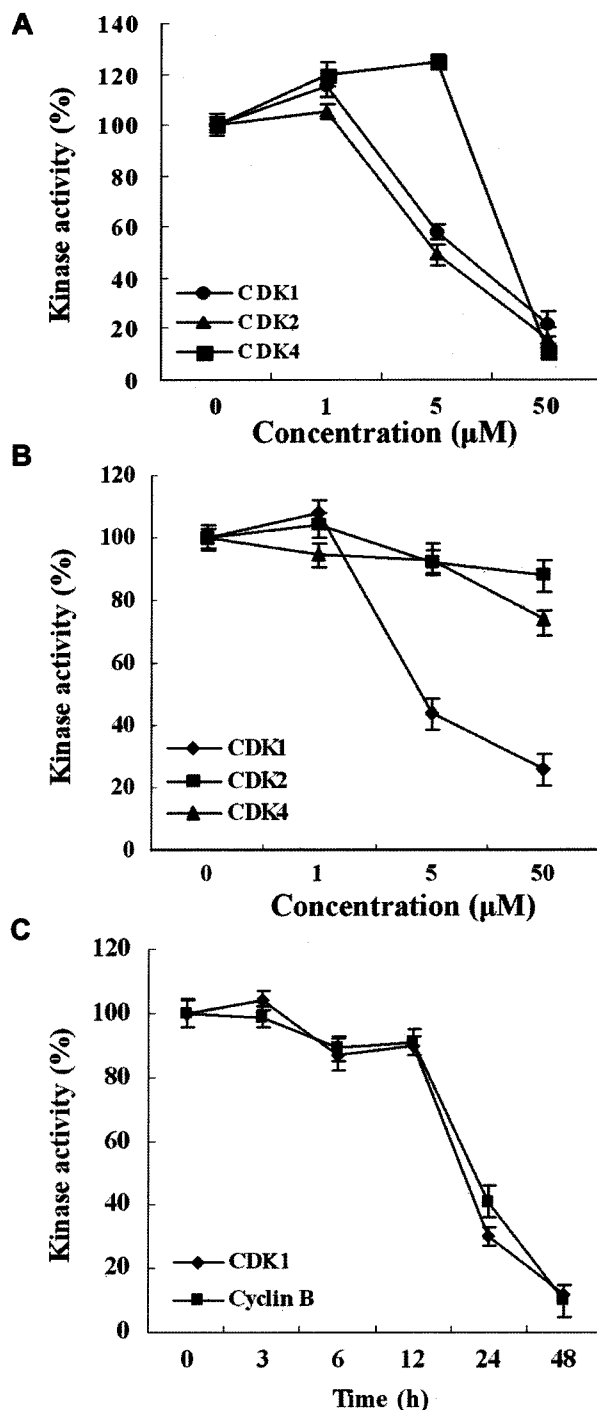 A
Kinase activity (%)
140
120
100
80
60
40
20
0
CDK1
CDK2
CDK4
0 1 5 50
Concentration (µM)
B
Kinase activity (%)
120
100
80
60
40
20
0
CDK1
CDK2
CDK4
0 1 5 50
Concentration (µM)
C
Kinase activity (%)
120
100
80
60
40
20
0
CDK1
Cyclin B
0 3 6 12 24 48
Time (h)